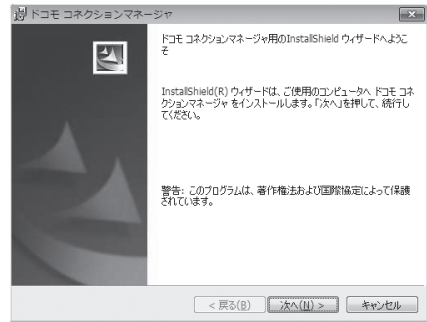 ドコモ コネクションマネージャ
ドコモ コネクションマネージャ用のInstallShield ウィザードへようこ
そ
InstallShield(R) ウィザードは、ご使用のコンピュータへ ドコモ コネ
クションマネージャ をインストールします。「次へ」を押して、続行し
てください。
警告: このプログラムは、著作権法および国際協定によって保護
されています。
< 戻る(B)
次へ(N) >
キャンセル